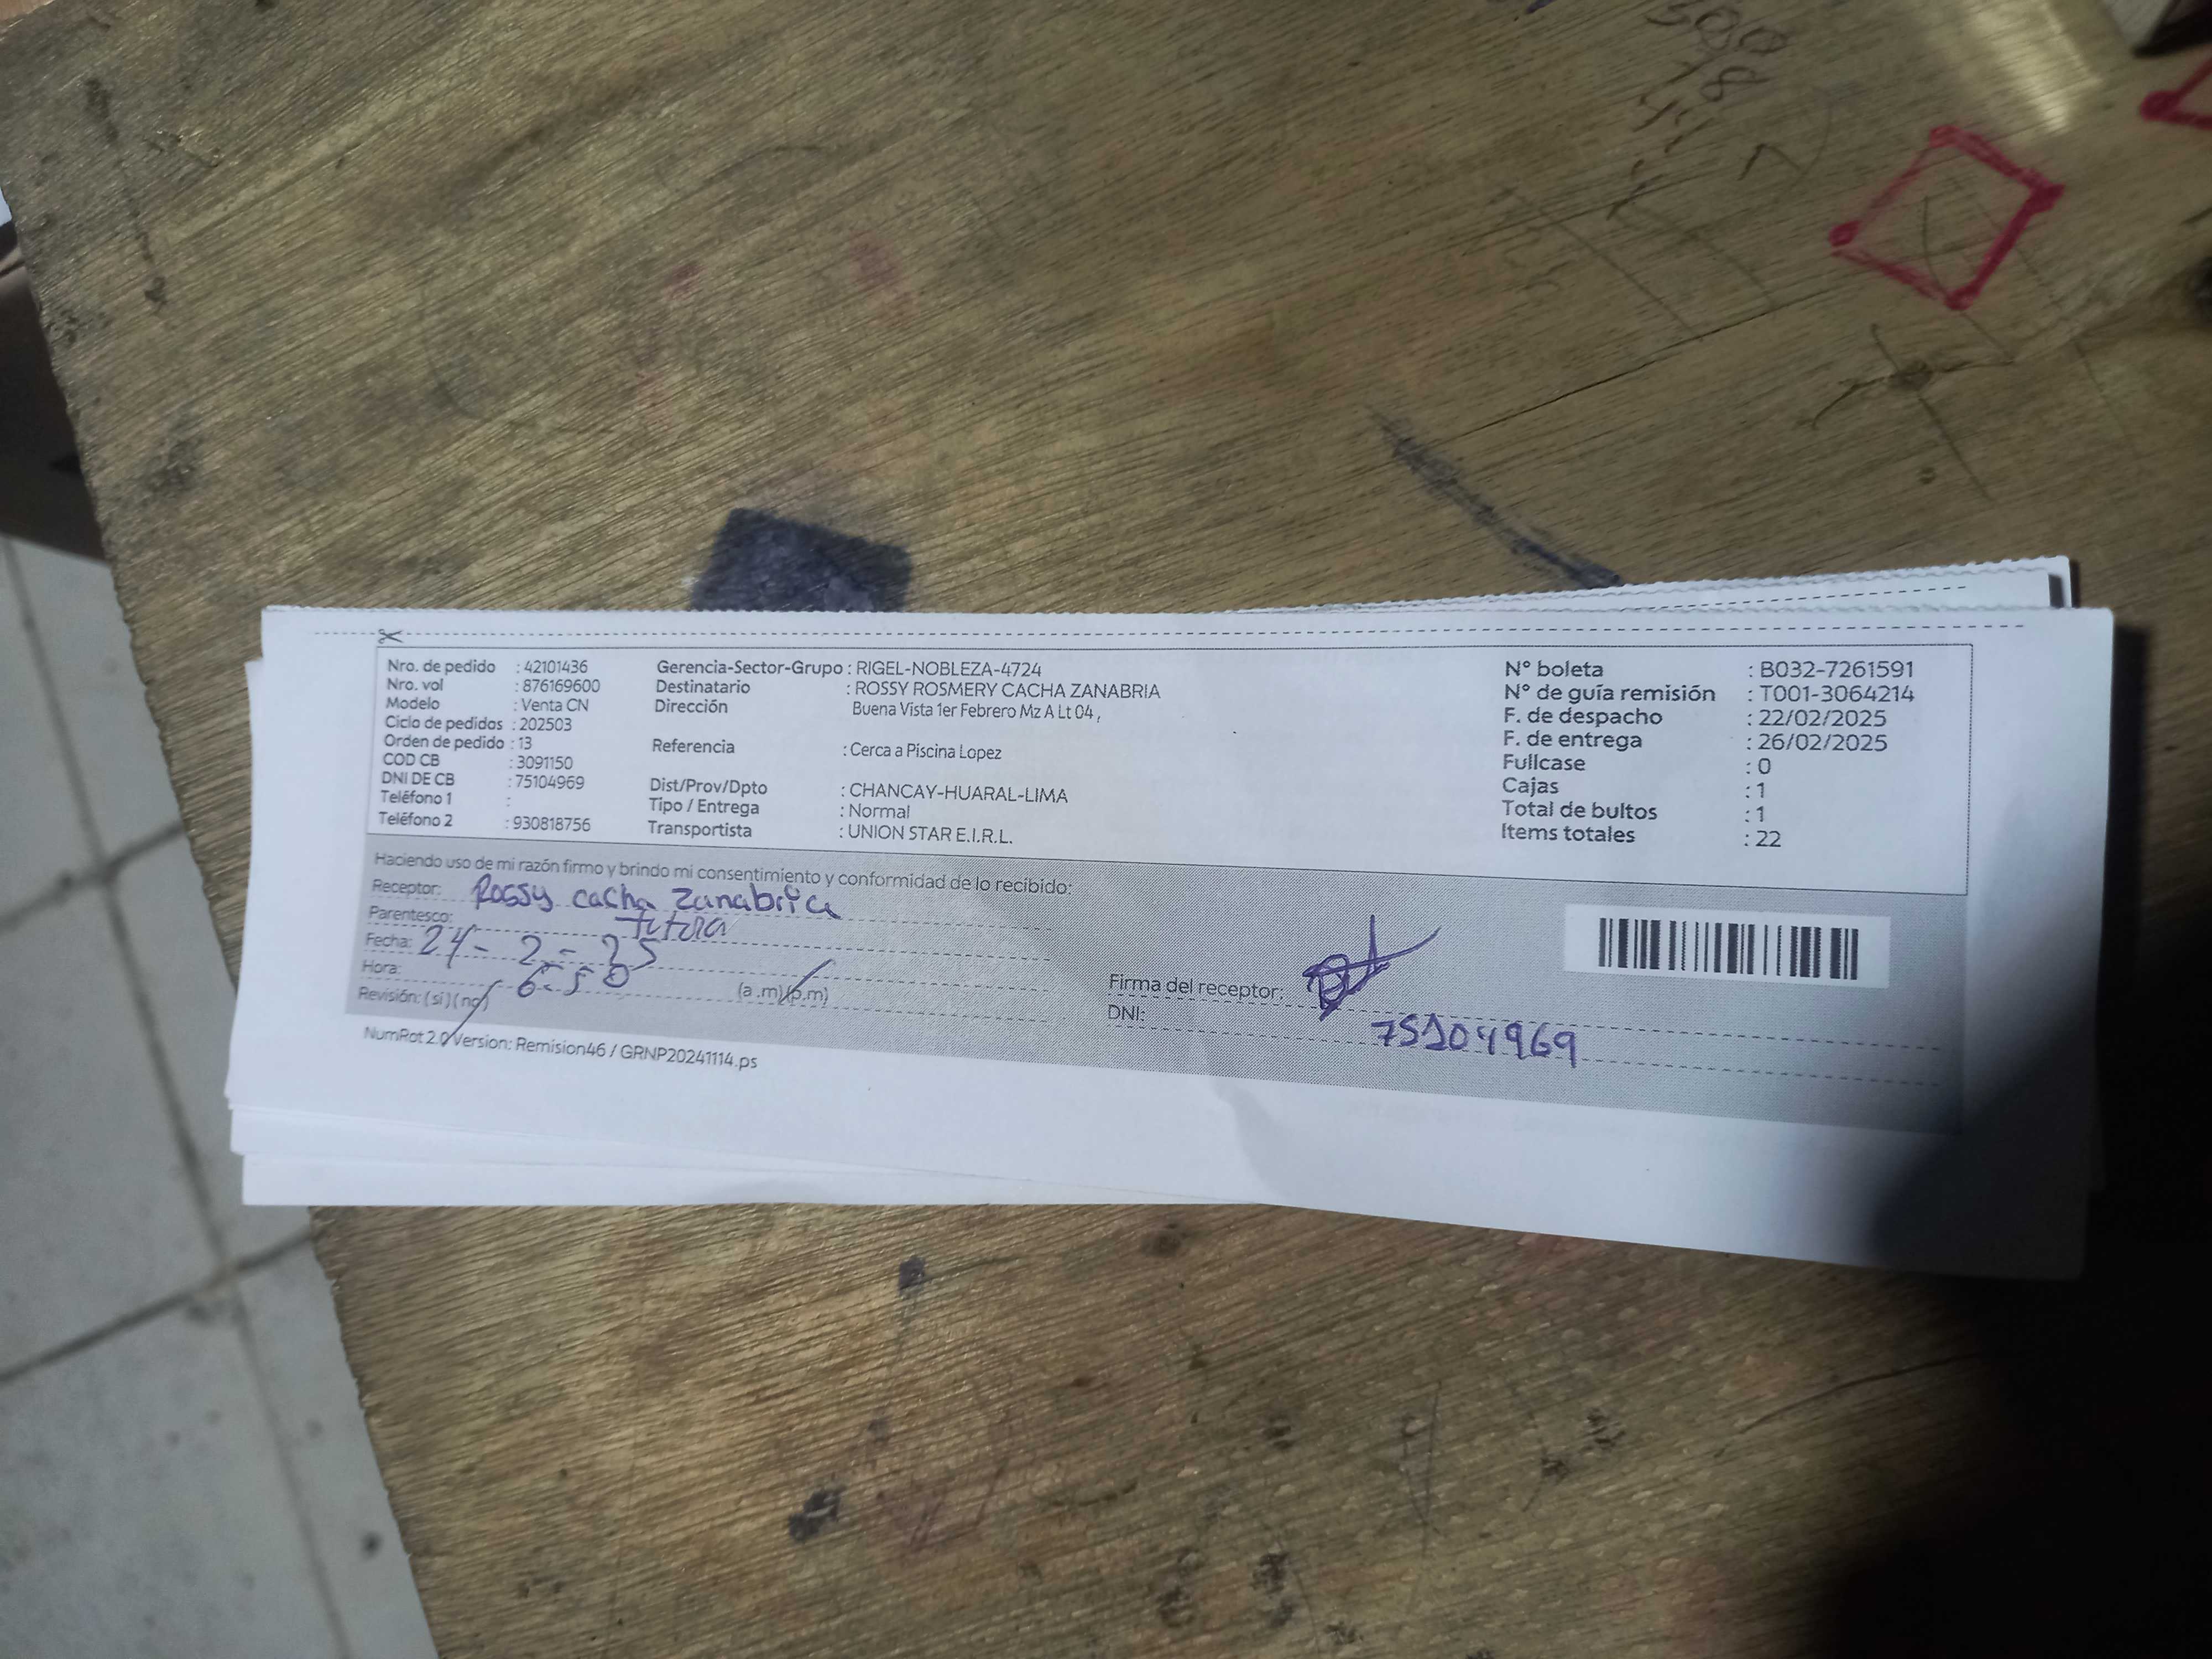 Nro. de pedido : 42101436
Nro. vol : 876169600
Modelo : Venta CN
Ciclo de pedidos : 202503
Orden de pedido : 13
COD CB : 3091150
DNI DE CB : 75104969
Teléfono 1 :
Teléfono 2 : 930818756
Gerencia-Sector-Grupo : RIGEL-NOBLEZA-4724
Destinatario : ROSSY ROSMERY CACHA ZANABRIA
Dirección Buena Vista 1er Febrero Mz A Lt 04 ,
Referencia : Cerca a Piscina Lopez
Dist/Prov/Dpto : CHANCAY-HUARAL-LIMA
Tipo / Entrega : Normal
Transportista : UNION STAR E.I.R.L.
N° boleta : B032-7261591
N° de guía remisión : T001-3064214
F. de despacho : 22/02/2025
F. de entrega : 26/02/2025
Fullcase : 0
Cajas : 1
Total de bultos : 1
Items totales : 22
Haciendo uso de mi razón firmo y brindo mi consentimiento y conformidad de lo recibido:
Receptor: Rossy cacha Zanabria
Parentesco: titular
Fecha: 24 - 2 - 25
Hora: 6-50 (a.m)(p.m)
Revisión: (si)(no)
Firma del receptor:
DNI: 75104969
NumRot 2.0 Version: Remision46 / GRNP20241114.ps
500
78